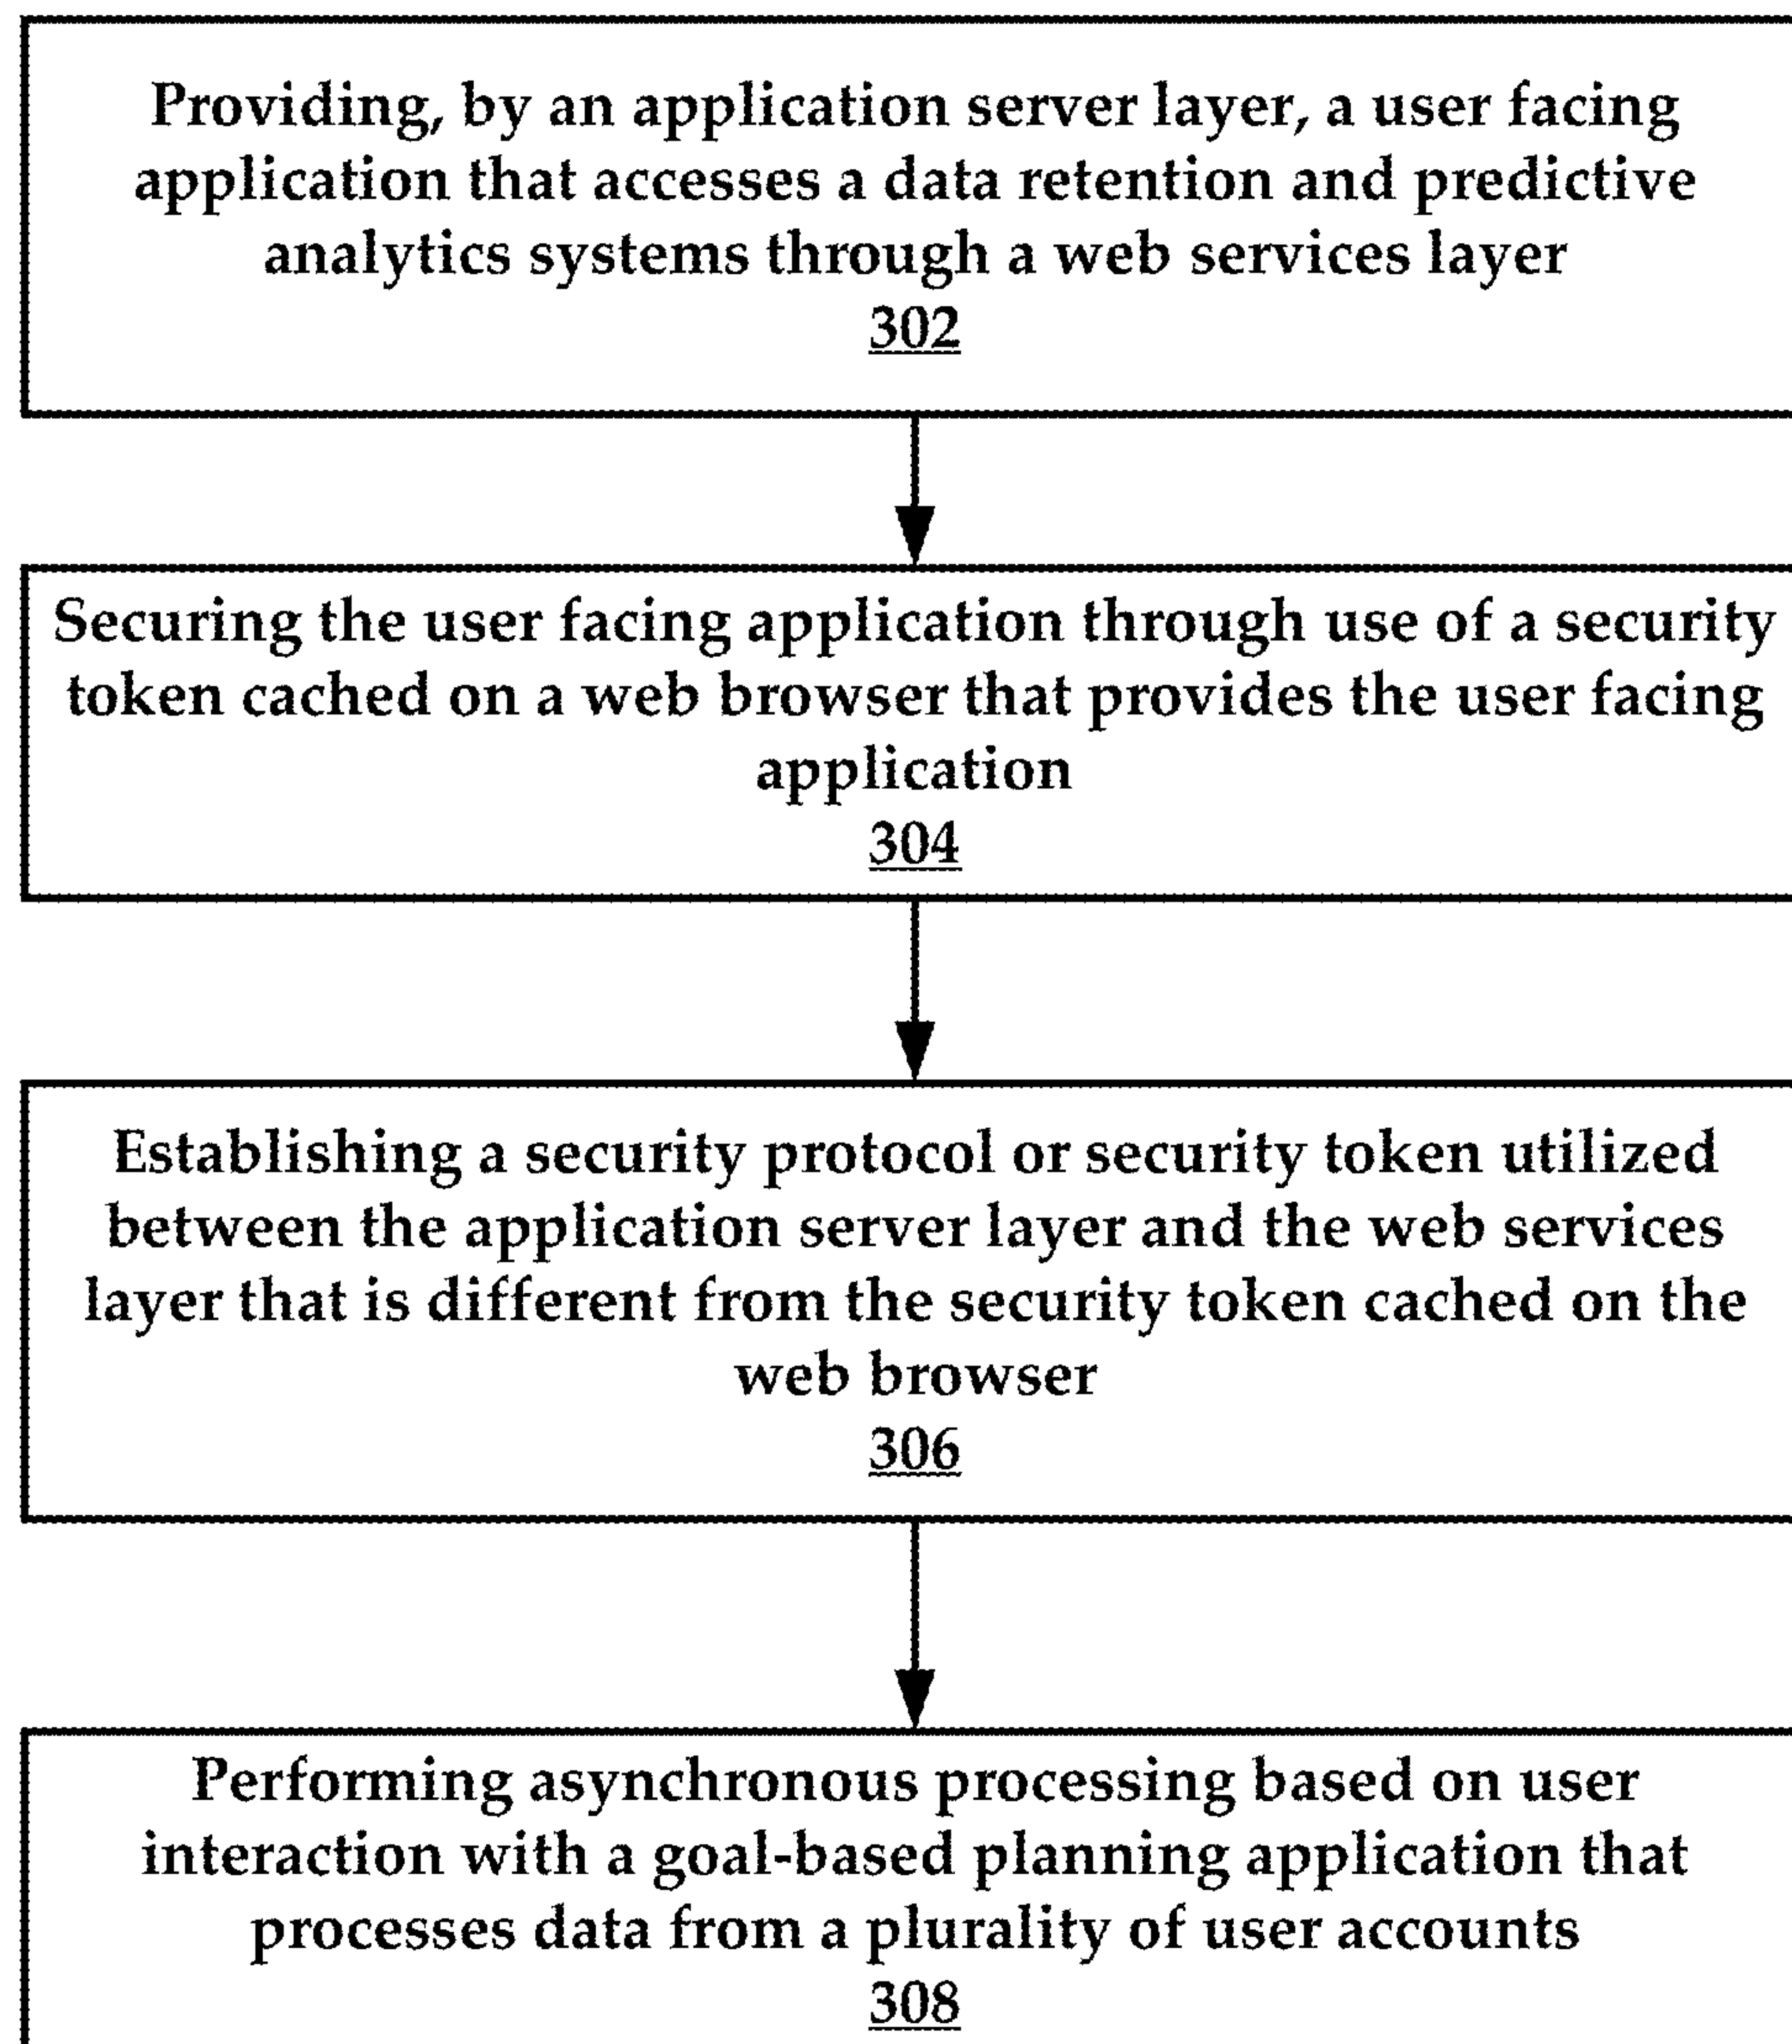 Providing, by an application server layer, a user facing
application that accesses a data retention and predictive
analytics systems through a web services layer
302
Securing the user facing application through use of a security
token cached on a web browser that provides the user facing
application
304
Establishing a security protocol or security token utilized
between the application server layer and the web services
layer that is different from the security token cached on the
web browser
306
Performing asynchronous processing based on user
interaction with a goal-based planning application that
processes data from a plurality of user accounts
308